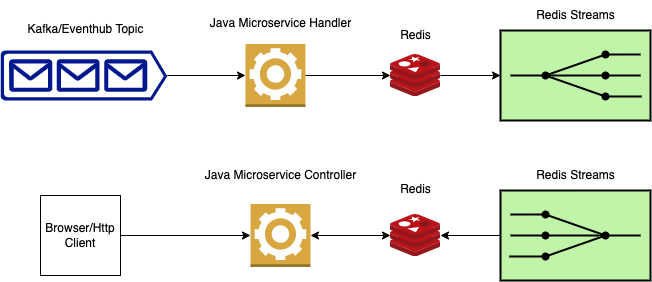 Kafka/Eventhub Topic
Java Microservice Handler
Redis
Redis Streams
Java Microservice Controller
Redis
Redis Streams
Browser/Http
Client